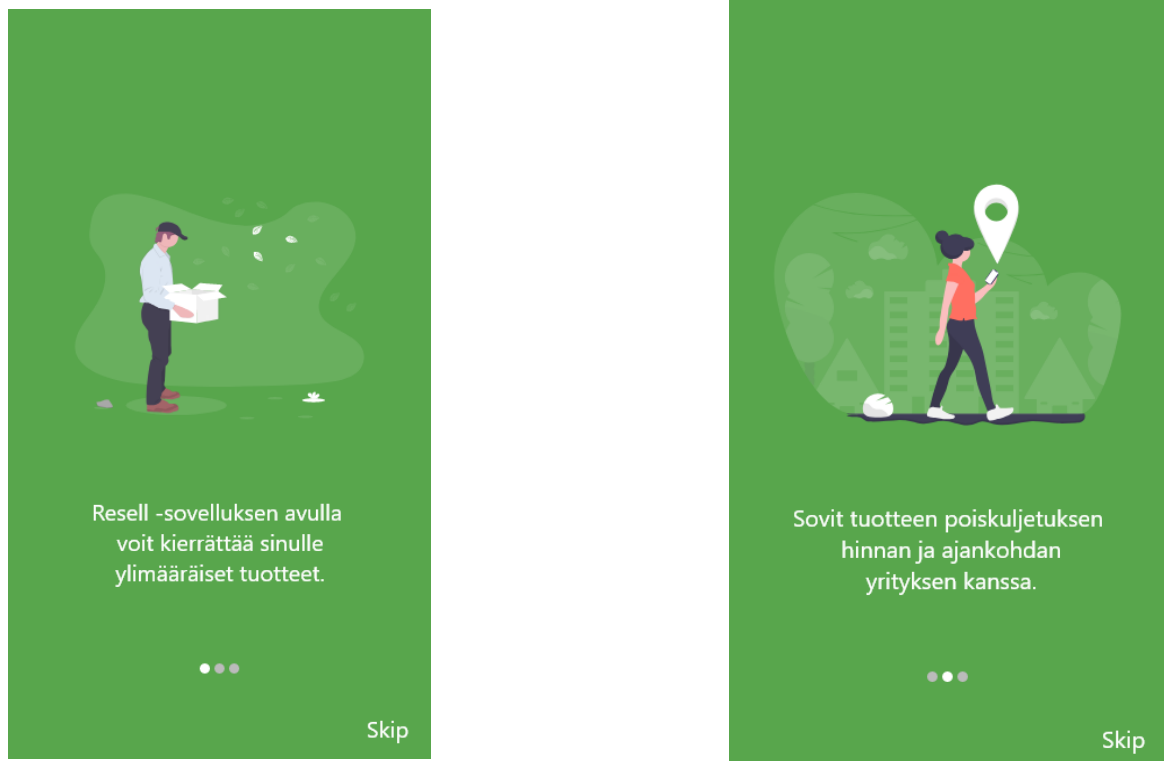 Resell -sovelluksen avulla
voit kierrättää sinulle
ylimääräiset tuotteet.
Skip
Sovit tuotteen poiskuljetuksen
hinnan ja ajankohdan
yrityksen kanssa.
Skip